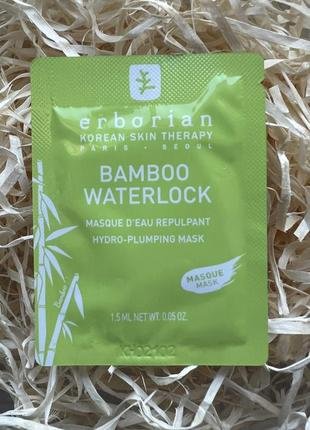 erborian
KOREAN SKIN THERAPY
PARIS - SEOUL
BAMBOO
WATERLOCK
MASQUE D'EAU REPULPANT
HYDRO-PLUMPING MASK
MASQUE
MASK
Bamboo
1.5 ML NET WT. 0.05 OZ.